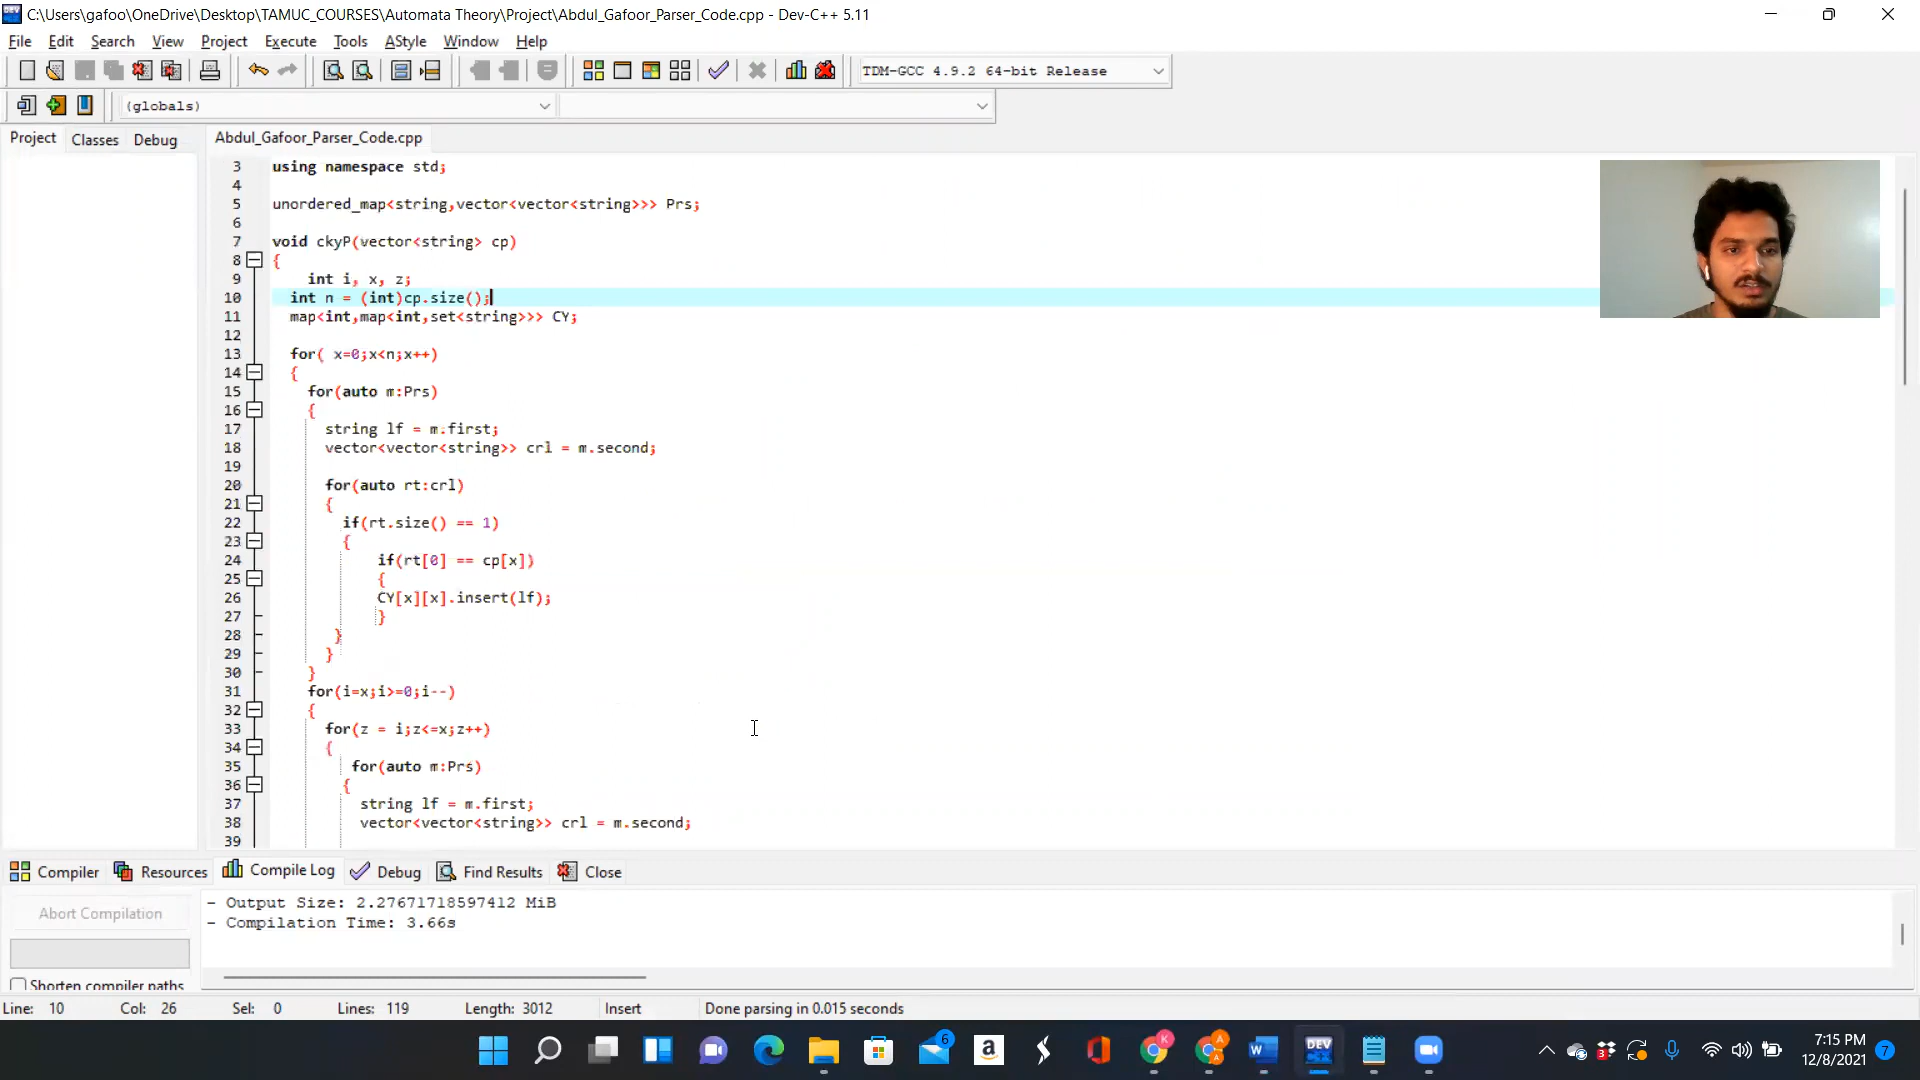 C:\Users\gafoo\OneDrive\Desktop\TAMUC_COURSES\Automata Theory\Project\Abdul_Gafoor_Parser_Code.cpp - Dev-C++ 5.11
File Edit Search View Project Execute Tools AStyle Window Help
TDM-GCC 4.9.2 64-bit Release
(globals)
Project Classes Debug Abdul_Gafoor_Parser_Code.cpp
3 using namespace std;
4
5 unordered_map<string,vector<vector<string>>> Prs;
6
7 void ckyP(vector<string> cp)
8 {
9 int i, x, z;
10 int n = (int)cp.size();
11 map<int,map<int,set<string>>> CY;
12
13 for( x=0;x<n;x++)
14 {
15 for(auto m:Prs)
16 {
17 string lf = m.first;
18 vector<vector<string>> crl = m.second;
19
20 for(auto rt:crl)
21 {
22 if(rt.size() == 1)
23 {
24 if(rt[0] == cp[x])
25 {
26 CY[x][x].insert(lf);
27 }
28 }
29 }
30 }
31 for(i=x;i>=0;i--)
32 {
33 for(z = i;z<=x;z++)
34 {
35 for(auto m:Prs)
36 {
37 string lf = m.first;
38 vector<vector<string>> crl = m.second;
39
Compiler Resources Compile Log Debug Find Results Close
Abort Compilation
- Output Size: 2.27671718597412 MiB
- Compilation Time: 3.66s
Shorten compiler paths
Line: 10 Col: 26 Sel: 0 Lines: 119 Length: 3012 Insert Done parsing in 0.015 seconds
7:15 PM
12/8/2021